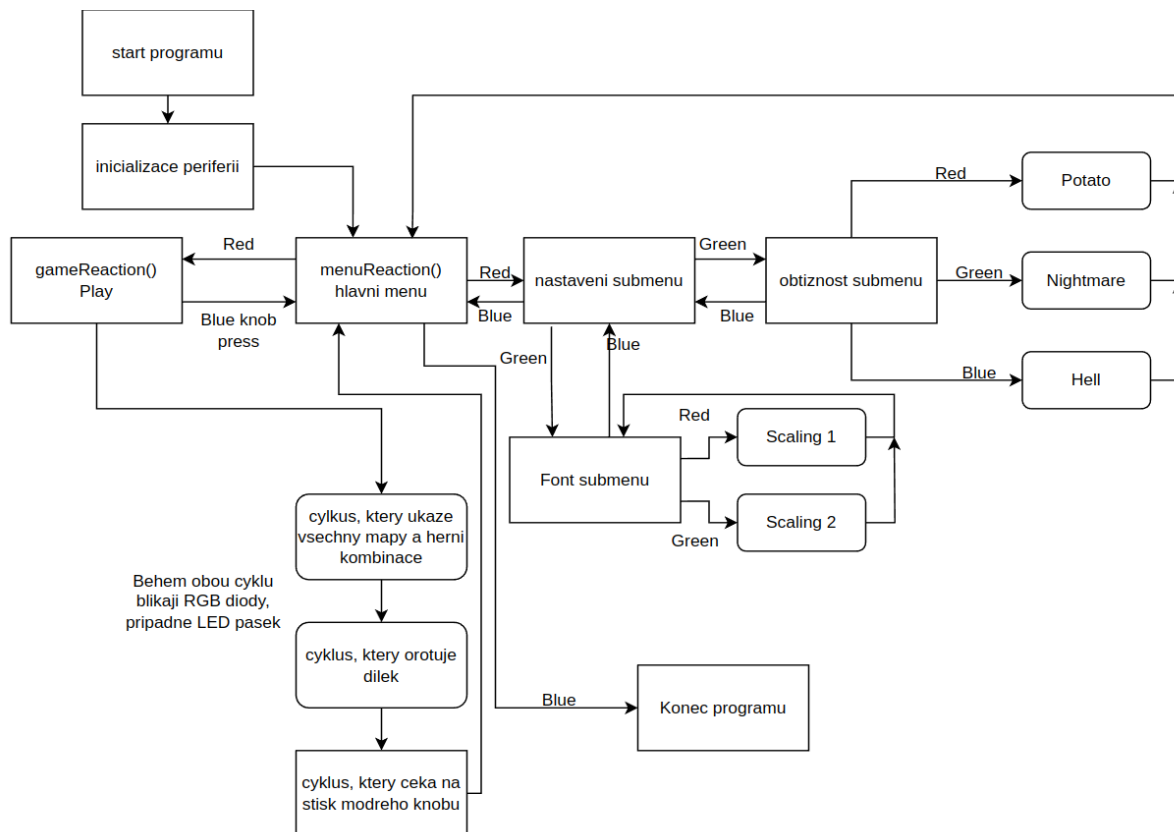 start programu
inicializace periferii
Red
gameReaction()
Play
Blue knob
press
menuReaction()
hlavni menu
Red
Blue
nastaveni submenu
Green
Blue
obtiznost submenu
Red
Potato
Green
Nightmare
Blue
Hell
Green
Blue
Font submenu
Red
Scaling 1
Green
Scaling 2
cylkus, ktery ukaze
vsechny mapy a herni
kombinace
Behem obou cyklu
blikaji RGB diody,
pripadne LED pasek
cyklus, ktery orotuje
dilek
Blue
Konec programu
cyklus, ktery ceka na
stisk modreho knobu